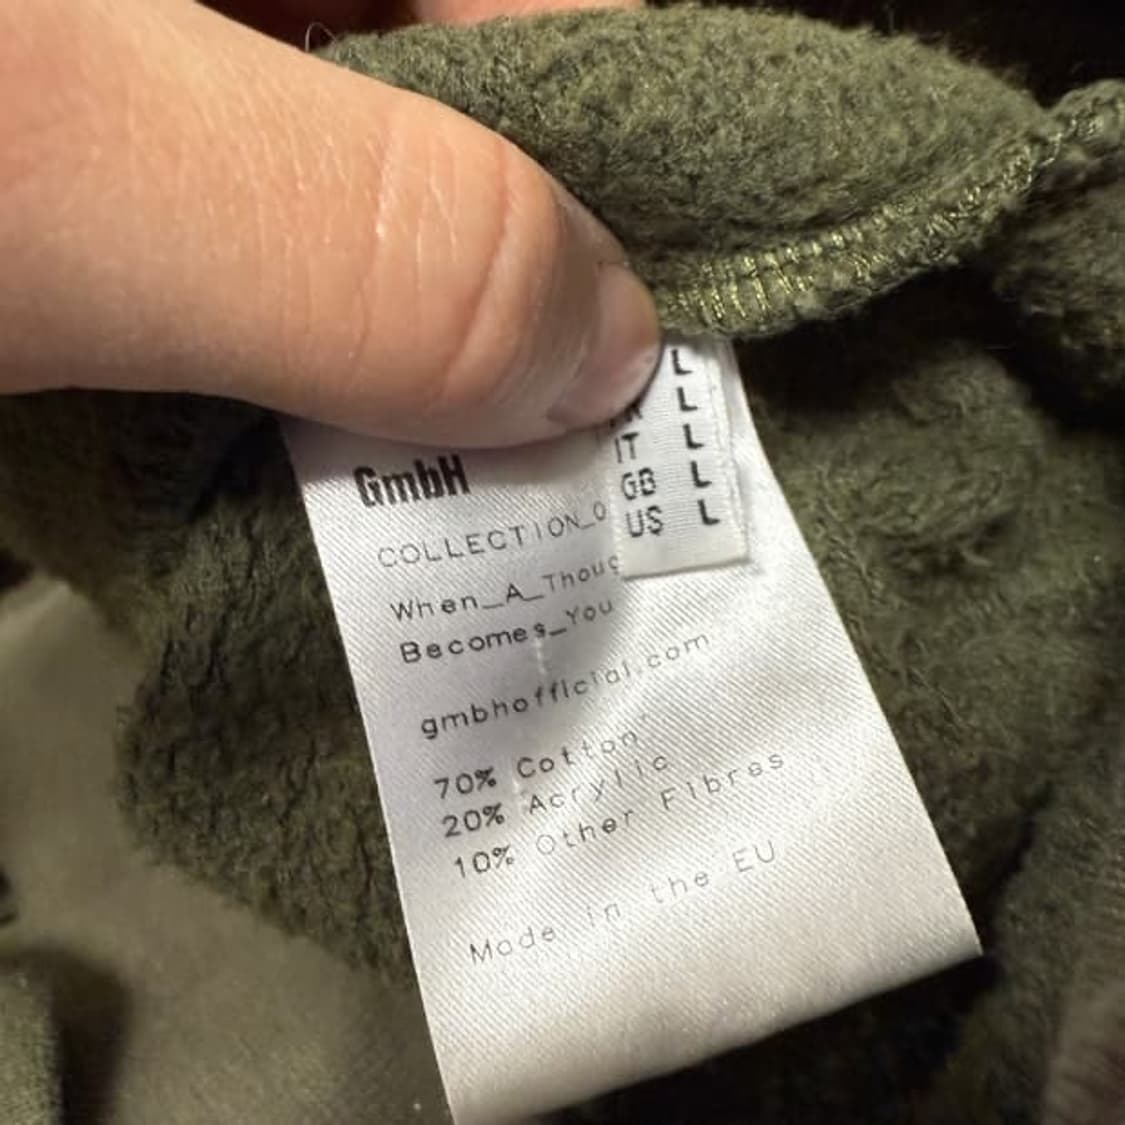 L
L
IT L
GB L
US L
GmbH
COLLECTION_0
When_A_Thoug
Becomes_You
gmbhofficial.com
70% Cotton
20% Acrylic
10% Other Fibres
Made in the EU